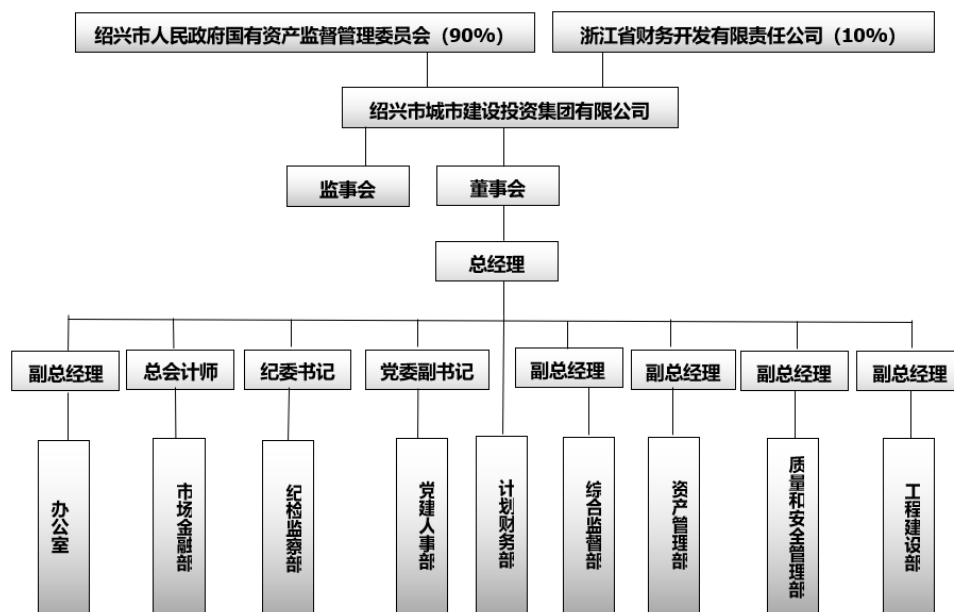 绍兴市人民政府国有资产监督管理委员会（90%）
浙江省财务开发有限责任公司（10%）
绍兴市城市建设投资集团有限公司
监事会
董事会
总经理
副总经理
总会计师
纪委书记
党委副书记
副总经理
副总经理
副总经理
副总经理
办公室
市场金融部
纪检监察部
党建人事部
计划财务部
综合监督部
资产管理部
质量和安全管理部
工程建设部